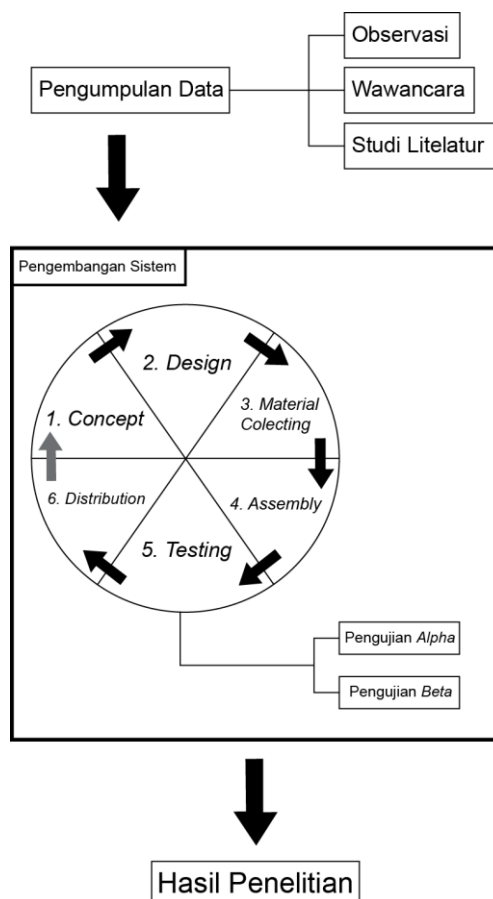 Observasi
Pengumpulan Data
Wawancara
Studi Litelatur
Pengembangan Sistem
2. Design
1. Concept
3. Material
Colecting
6. Distribution
4. Assembly
5. Testing
Pengujian Alpha
Pengujian Beta
Hasil Penelitian